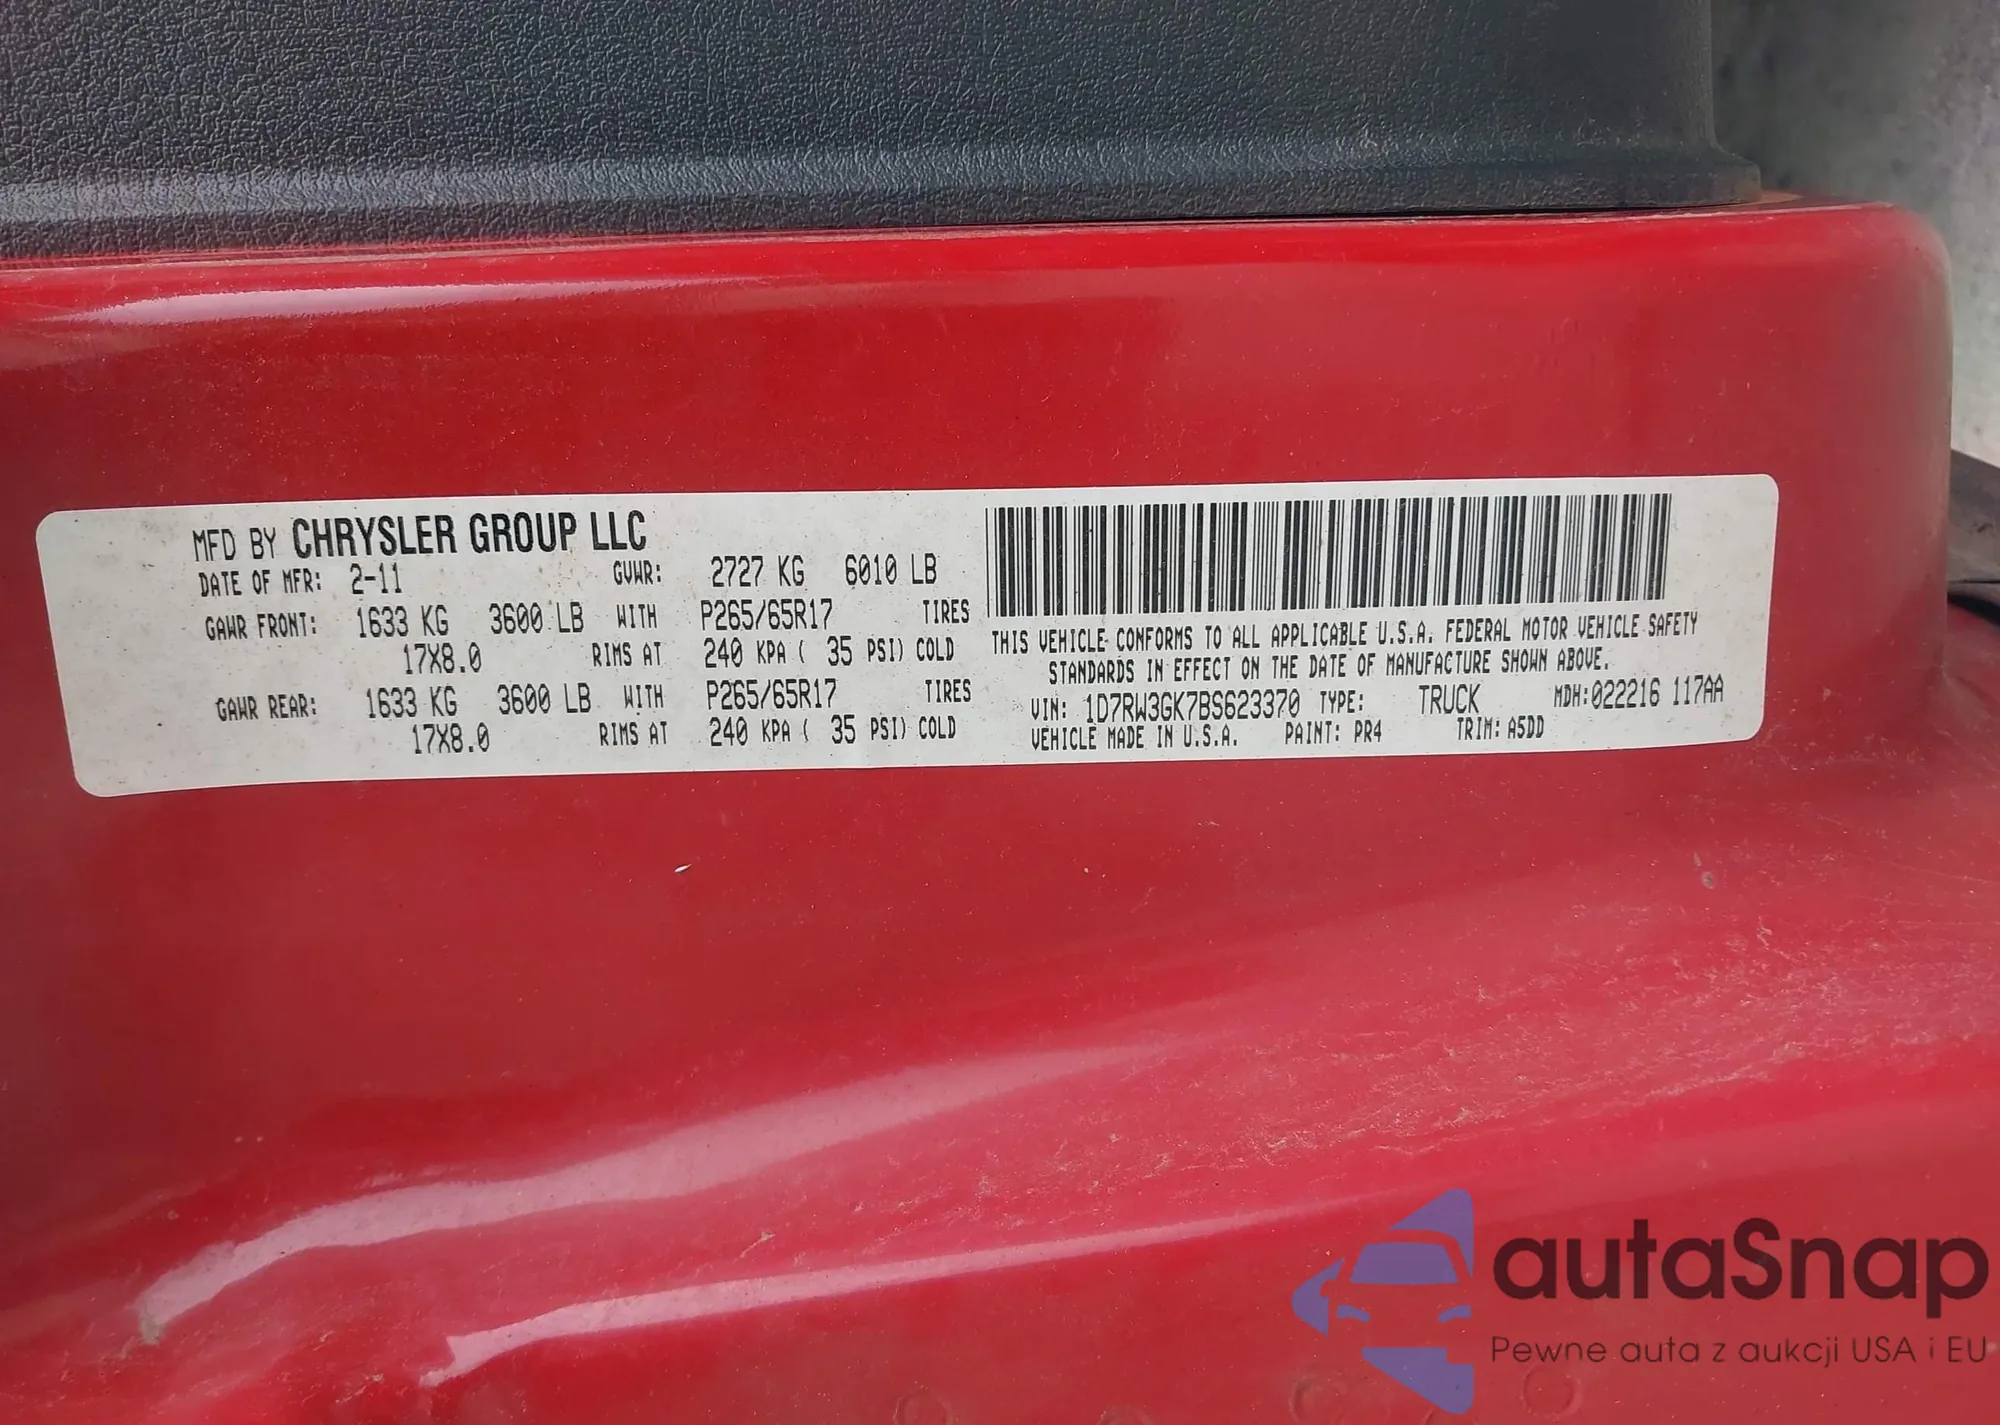 MFD BY CHRYSLER GROUP LLC
DATE OF MFR: 2-11 GVWR: 2727 KG 6010 LB
GAWR FRONT: 1633 KG 3600 LB WITH P265/65R17 TIRES
17X8.0 RIMS AT 240 KPA ( 35 PSI) COLD
GAWR REAR: 1633 KG 3600 LB WITH P265/65R17 TIRES
17X8.0 RIMS AT 240 KPA ( 35 PSI) COLD
THIS VEHICLE CONFORMS TO ALL APPLICABLE U.S.A. FEDERAL MOTOR VEHICLE SAFETY
STANDARDS IN EFFECT ON THE DATE OF MANUFACTURE SHOWN ABOVE.
VIN: 1D7RW3GK7BS623370 TYPE: TRUCK MDH:022216 117AA
VEHICLE MADE IN U.S.A. PAINT: PR4 TRIM: A5DD
autaSnap
Pewne auta z aukcji USA i EU